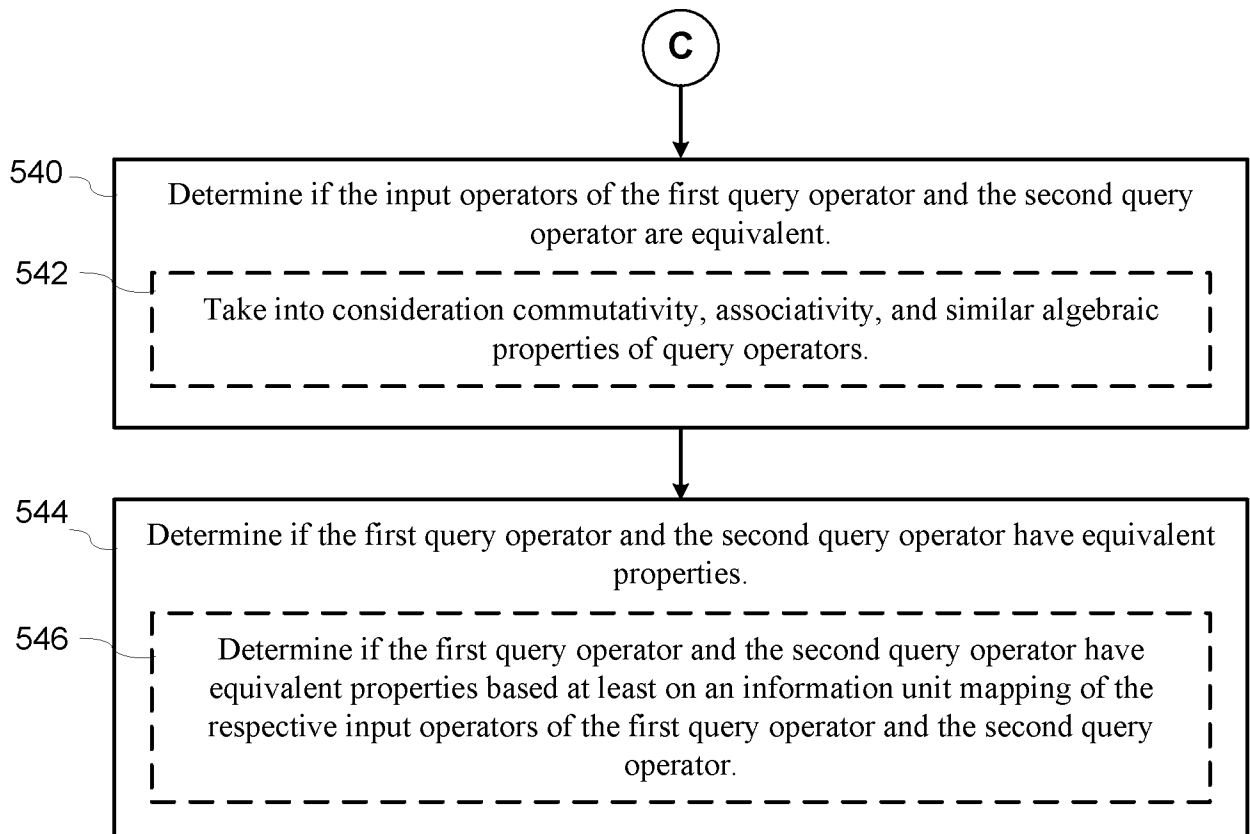 C
540
Determine if the input operators of the first query operator and the second query
operator are equivalent.
542
Take into consideration commutativity, associativity, and similar algebraic
properties of query operators.
544
Determine if the first query operator and the second query operator have equivalent
properties.
546
Determine if the first query operator and the second query operator have
equivalent properties based at least on an information unit mapping of the
respective input operators of the first query operator and the second query
operator.